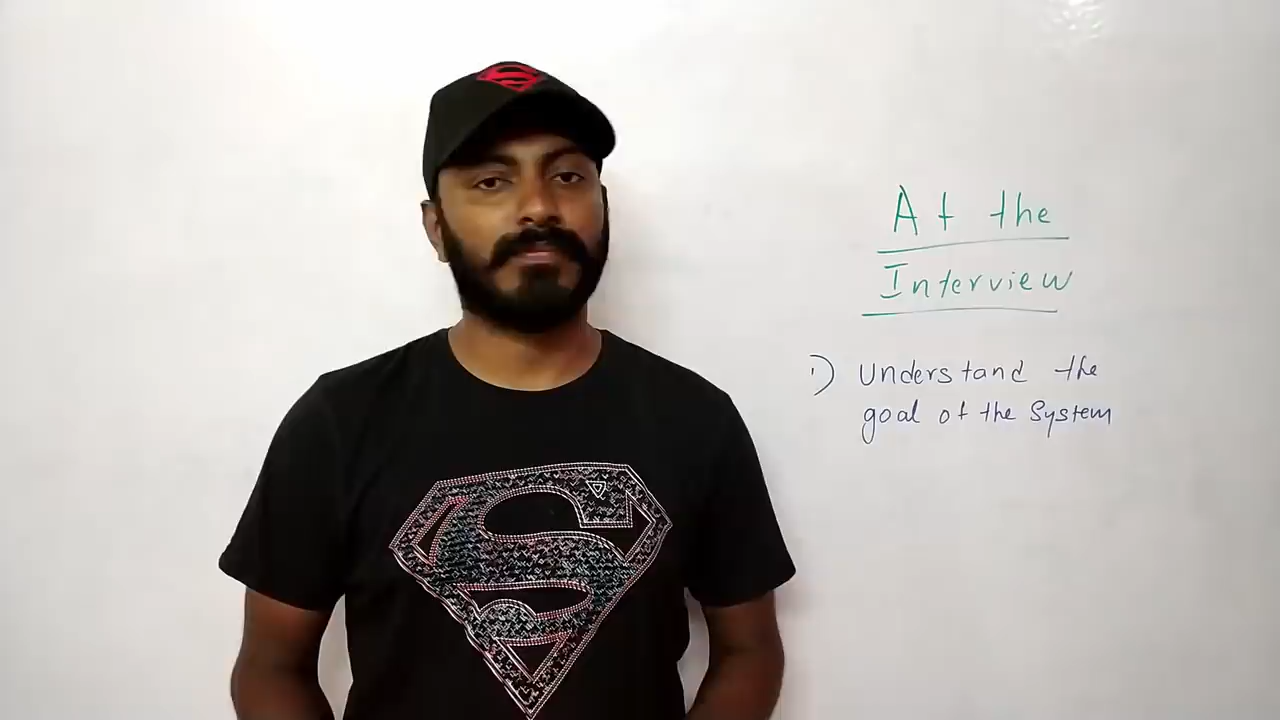 At the
Interview
1) Understand the
goal of the System